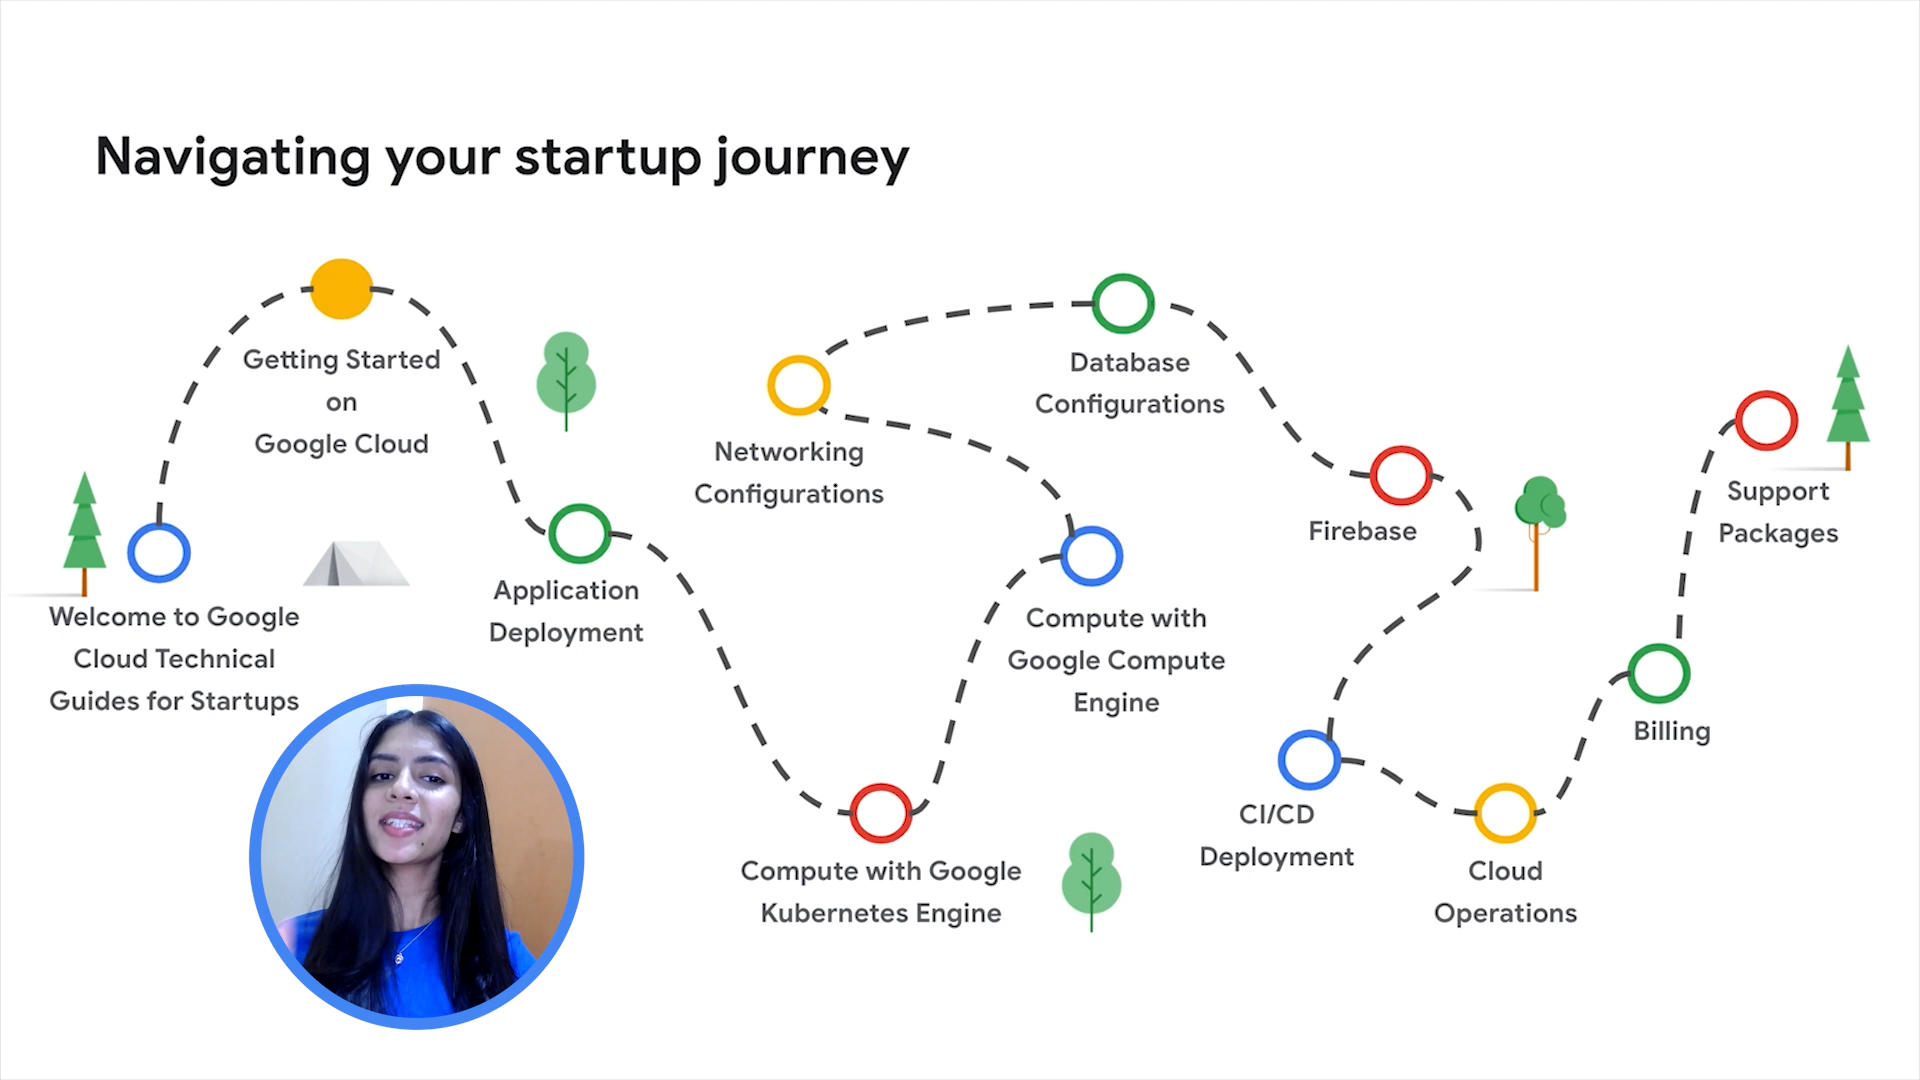 Navigating your startup journey
Welcome to Google
Cloud Technical
Guides for Startups
Getting Started
on
Google Cloud
Application
Deployment
Compute with Google
Kubernetes Engine
Compute with
Google Compute
Engine
Networking
Configurations
Database
Configurations
Firebase
CI/CD
Deployment
Cloud
Operations
Billing
Support
Packages